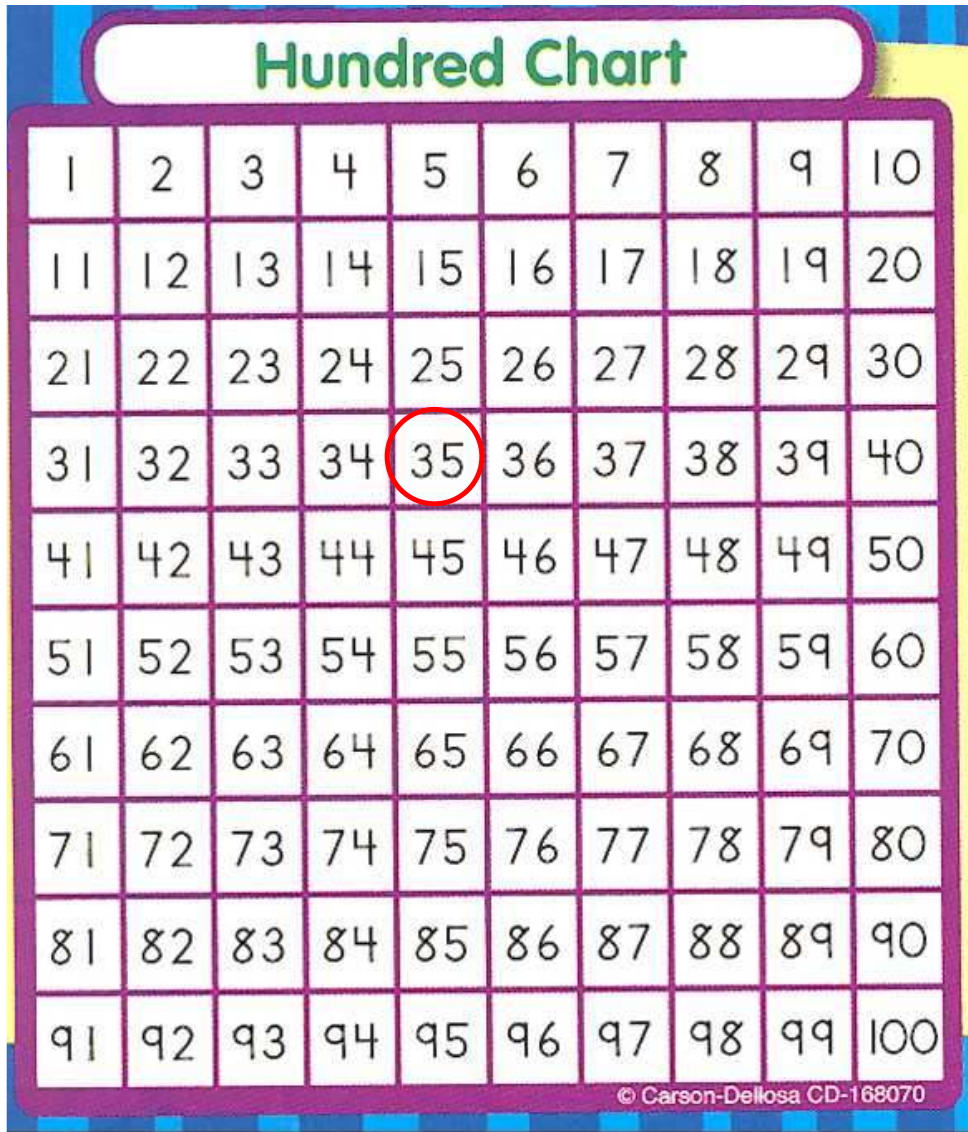 Hundred Chart
1 2 3 4 5 6 7 8 9 10
11 12 13 14 15 16 17 18 19 20
21 22 23 24 25 26 27 28 29 30
31 32 33 34 35 36 37 38 39 40
41 42 43 44 45 46 47 48 49 50
51 52 53 54 55 56 57 58 59 60
61 62 63 64 65 66 67 68 69 70
71 72 73 74 75 76 77 78 79 80
81 82 83 84 85 86 87 88 89 90
91 92 93 94 95 96 97 98 99 100
© Carson-Dellosa CD-168070